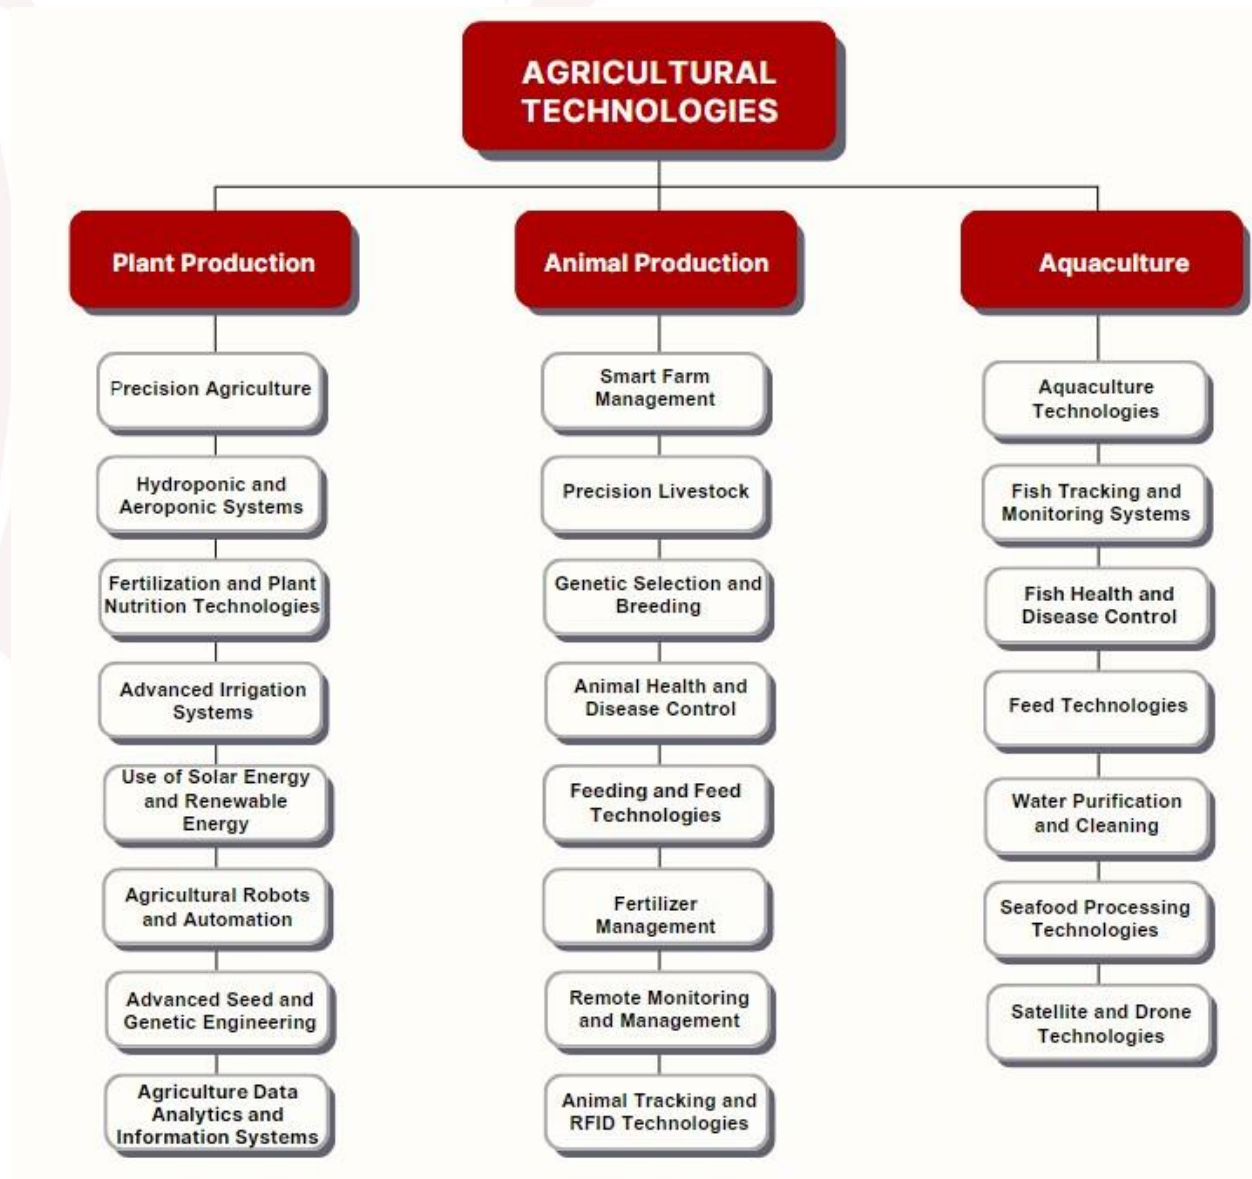 AGRICULTURAL
TECHNOLOGIES
Plant Production
Precision Agriculture
Hydroponic and
Aeroponic Systems
Fertilization and Plant
Nutrition Technologies
Advanced Irrigation
Systems
Use of Solar Energy
and Renewable
Energy
Agricultural Robots
and Automation
Advanced Seed and
Genetic Engineering
Agriculture Data
Analytics and
Information Systems
Animal Production
Smart Farm
Management
Precision Livestock
Genetic Selection and
Breeding
Animal Health and
Disease Control
Feeding and Feed
Technologies
Fertilizer
Management
Remote Monitoring
and Management
Animal Tracking and
RFID Technologies
Aquaculture
Aquaculture
Technologies
Fish Tracking and
Monitoring Systems
Fish Health and
Disease Control
Feed Technologies
Water Purification
and Cleaning
Seafood Processing
Technologies
Satellite and Drone
Technologies